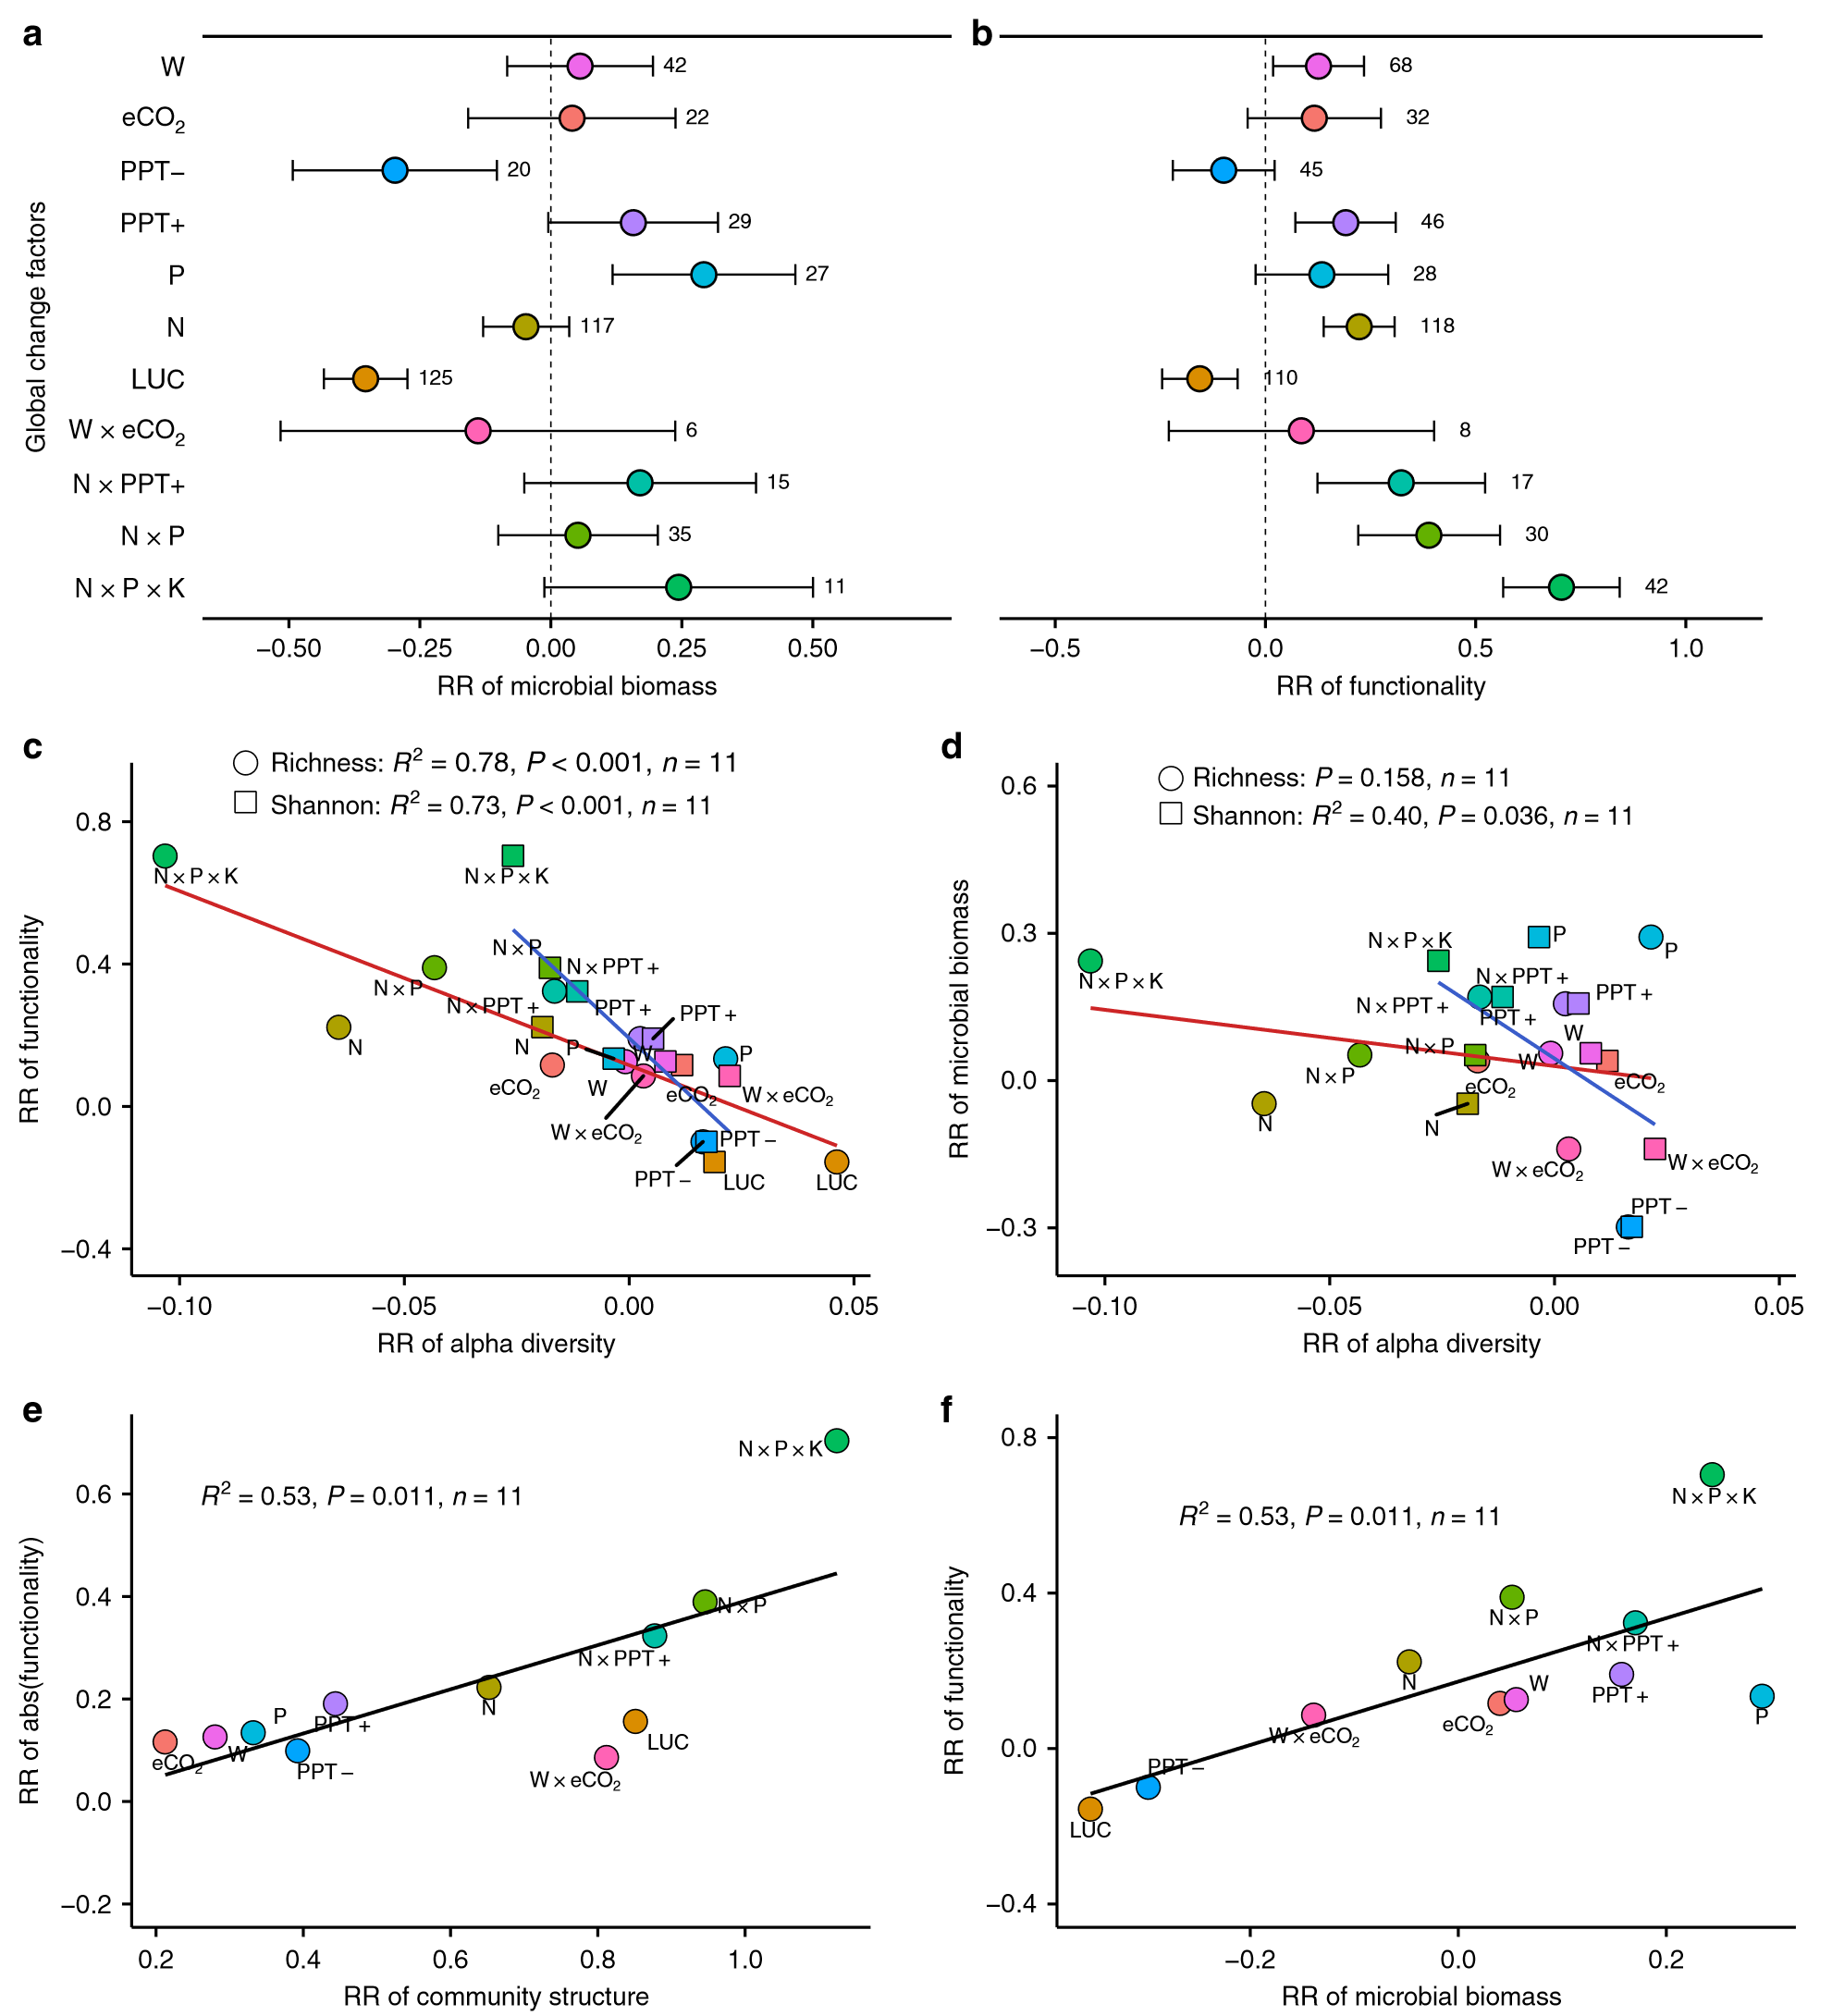 a
b
Global change factors
W
42
68
eCO₂
22
32
PPT−
20
45
PPT+
29
46
P
27
28
N
117
118
LUC
125
110
W × eCO₂
6
8
N × PPT+
15
17
N × P
35
30
N × P × K
11
42
−0.50 −0.25 0.00 0.25 0.50
RR of microbial biomass
−0.5 0.0 0.5 1.0
RR of functionality
c
Richness: R² = 0.78, P < 0.001, n = 11
Shannon: R² = 0.73, P < 0.001, n = 11
RR of functionality
0.8
0.4
0.0
−0.4
N × P × K
N × P × K
N × P
N × PPT +
N × P
N × PPT +
PPT +
PPT +
N
N
P
W
P
eCO₂
W
eCO₂
W × eCO₂
W × eCO₂
PPT −
PPT −
LUC
LUC
−0.10 −0.05 0.00 0.05
RR of alpha diversity
d
Richness: P = 0.158, n = 11
Shannon: R² = 0.40, P = 0.036, n = 11
RR of microbial biomass
0.6
0.3
0.0
−0.3
N × P × K
P
P
N × P × K
N × PPT +
N × PPT +
PPT +
PPT +
W
N × P
W
N × P
eCO₂
eCO₂
N
N
W × eCO₂
W × eCO₂
PPT −
PPT −
−0.10 −0.05 0.00 0.05
RR of alpha diversity
e
R² = 0.53, P = 0.011, n = 11
RR of abs(functionality)
0.6
0.4
0.2
0.0
−0.2
N × P × K
N × P
N × PPT +
N
P
PPT +
LUC
W
eCO₂
PPT −
W × eCO₂
0.2 0.4 0.6 0.8 1.0
RR of community structure
f
R² = 0.53, P = 0.011, n = 11
RR of functionality
0.8
0.4
0.0
−0.4
N × P × K
N × P
N × PPT +
N
W
PPT +
P
eCO₂
W × eCO₂
PPT −
LUC
−0.2 0.0 0.2
RR of microbial biomass